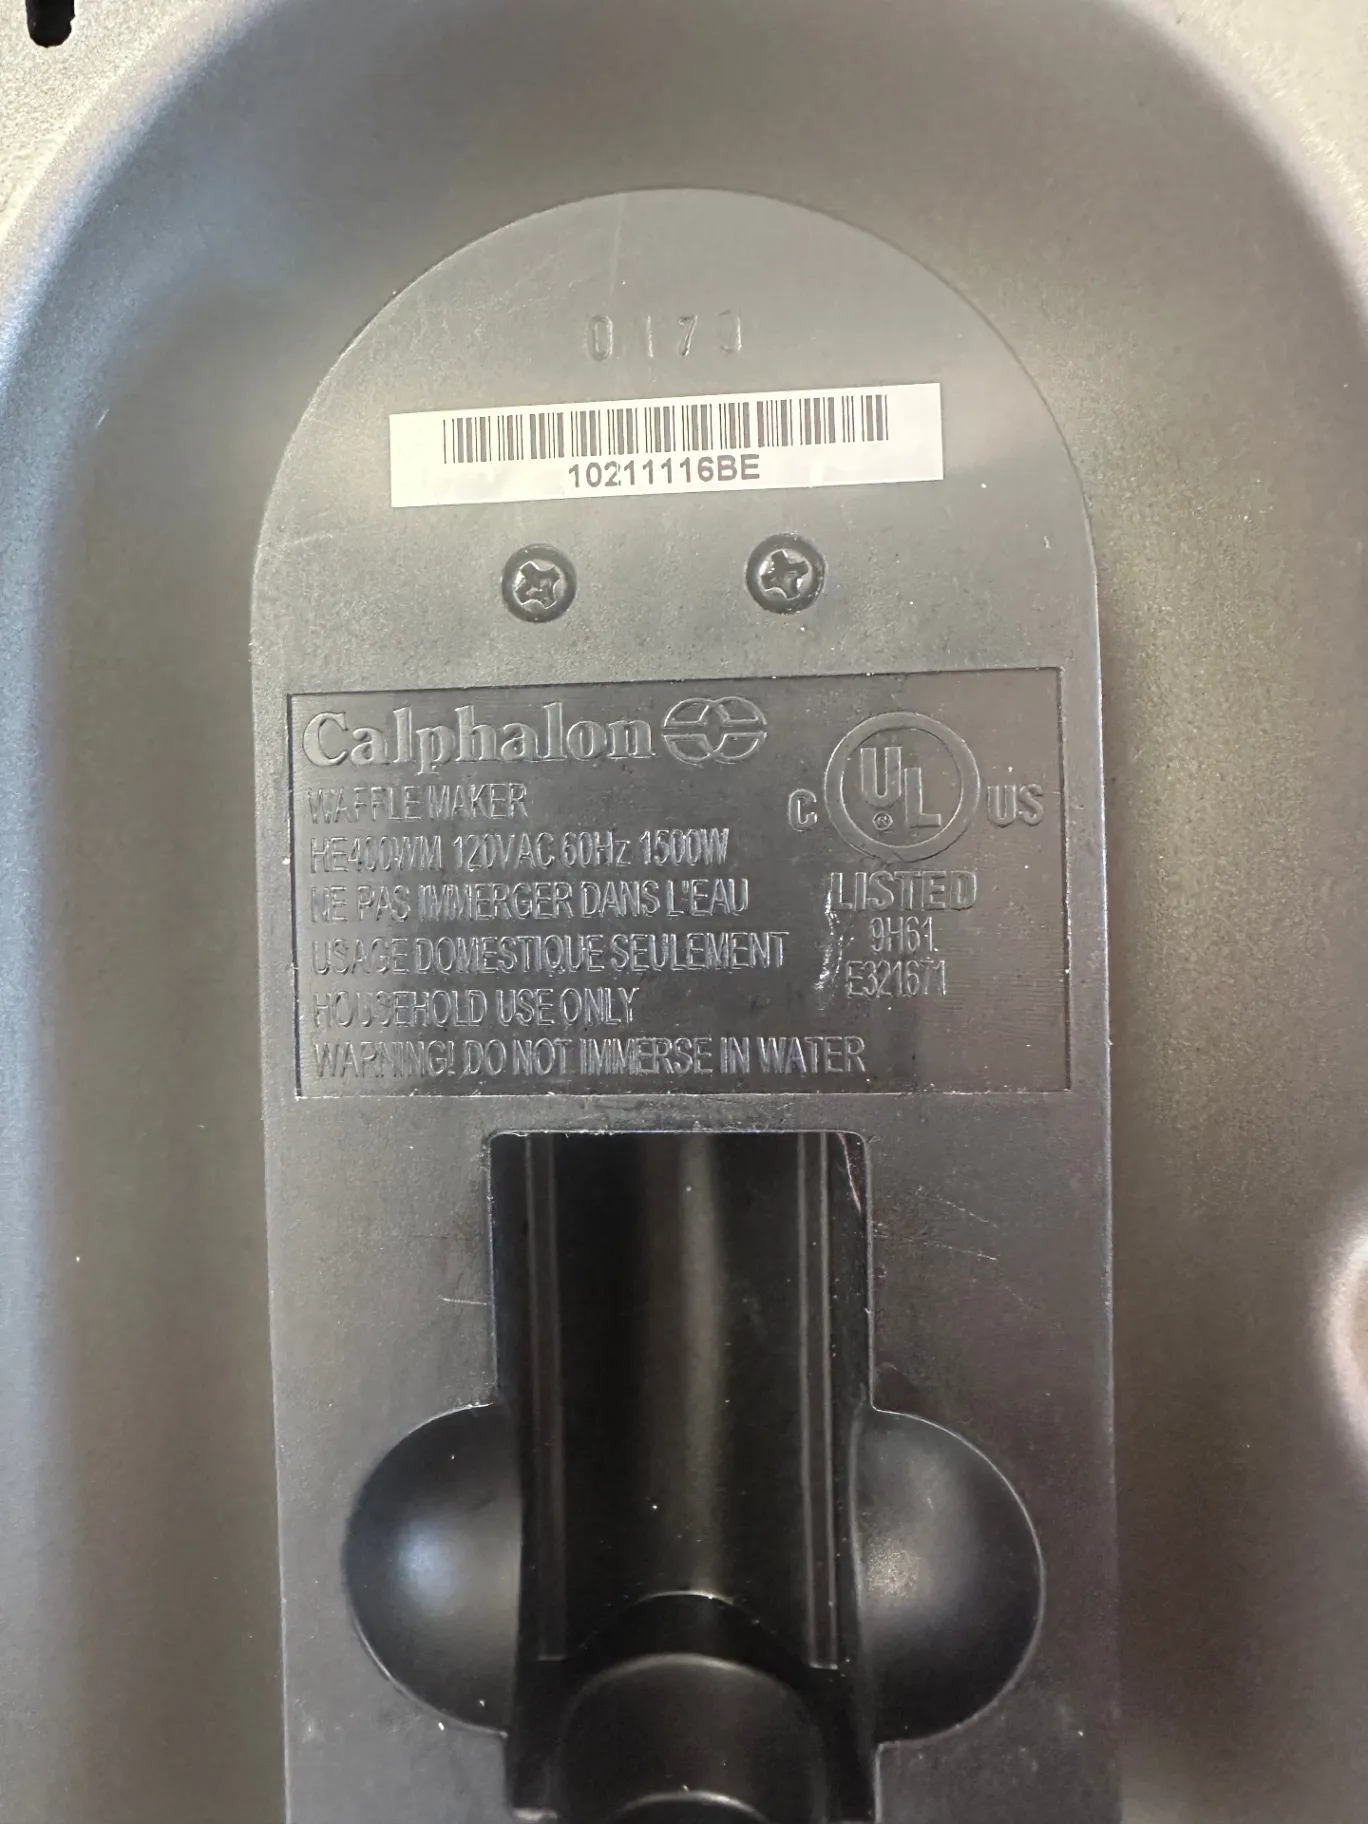 0173
10211116BE
Calphalon
WAFFLE MAKER
HE400WM 120VAC 60Hz 1500W
NE PAS IMMERGER DANS L'EAU
USAGE DOMESTIQUE SEULEMENT
HOUSEHOLD USE ONLY
WARNING! DO NOT IMMERSE IN WATER
C UL ® US
LISTED
9H61
E321671